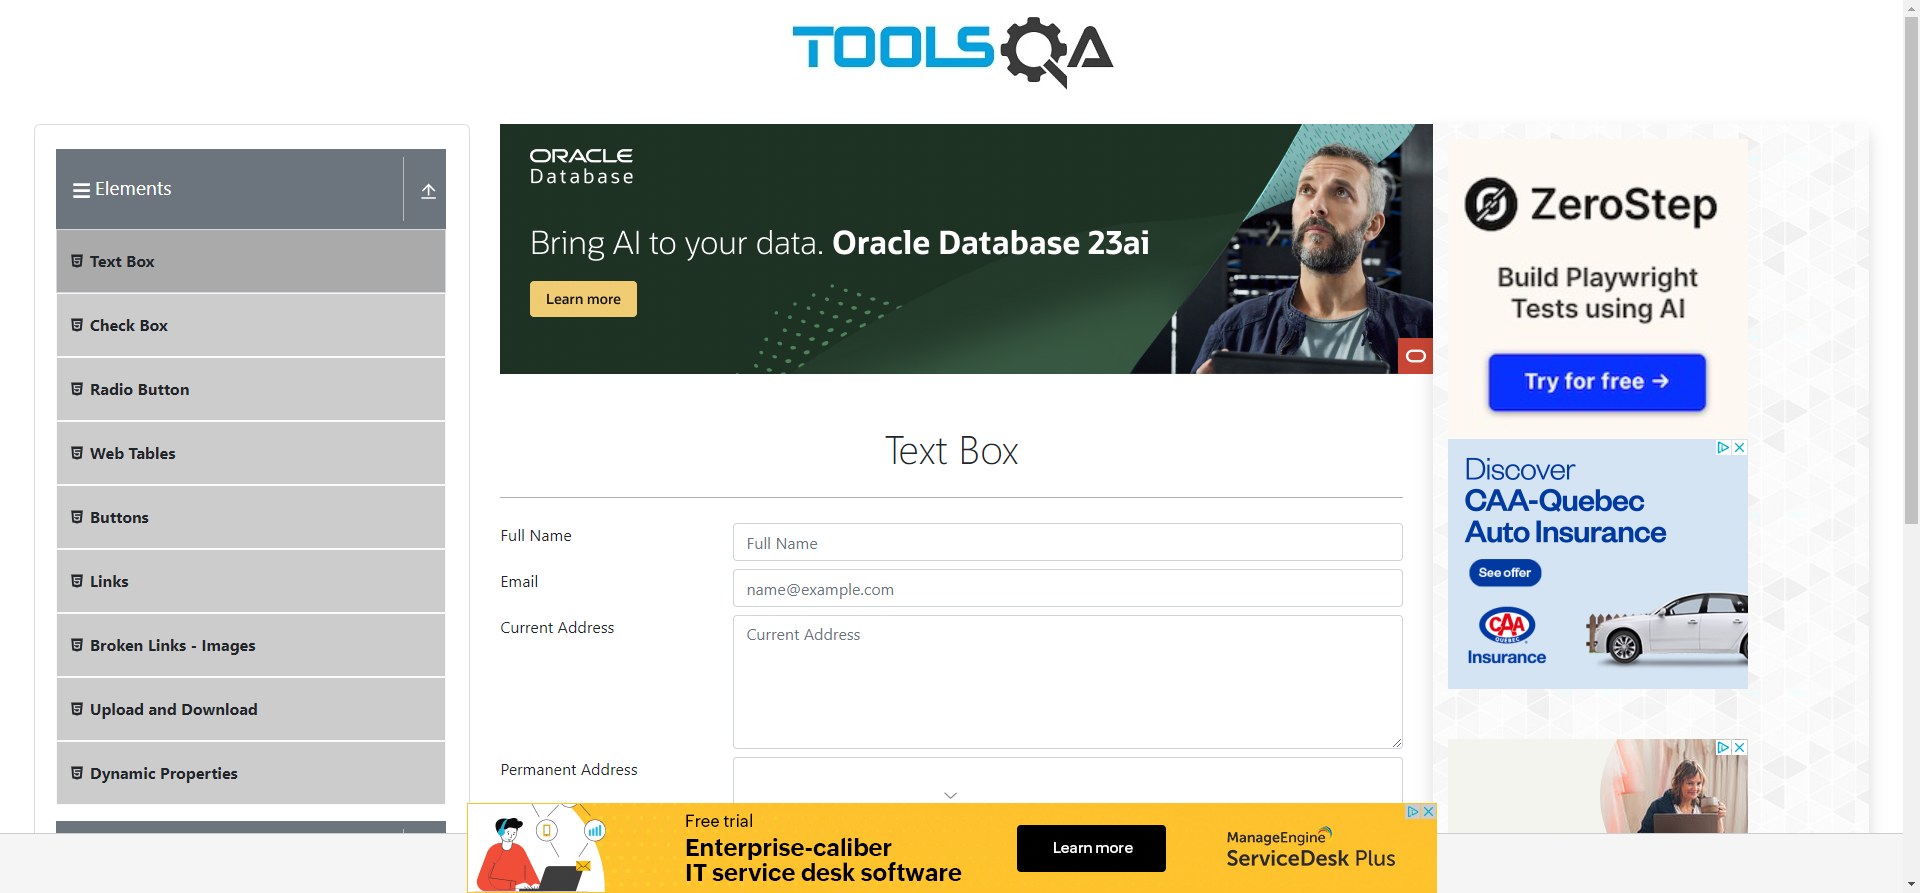 TOOLSQA
Elements
Text Box
Check Box
Radio Button
Web Tables
Buttons
Links
Broken Links - Images
Upload and Download
Dynamic Properties
ORACLE
Database
Bring AI to your data. Oracle Database 23ai
Learn more
Text Box
Full Name
Full Name
Email
name@example.com
Current Address
Current Address
Permanent Address
ZeroStep
Build Playwright
Tests using AI
Try for free →
Discover
CAA-Quebec
Auto Insurance
See offer
CAA
QUÉBEC
Insurance
Free trial
Enterprise-caliber
IT service desk software
Learn more
ManageEngine
ServiceDesk Plus